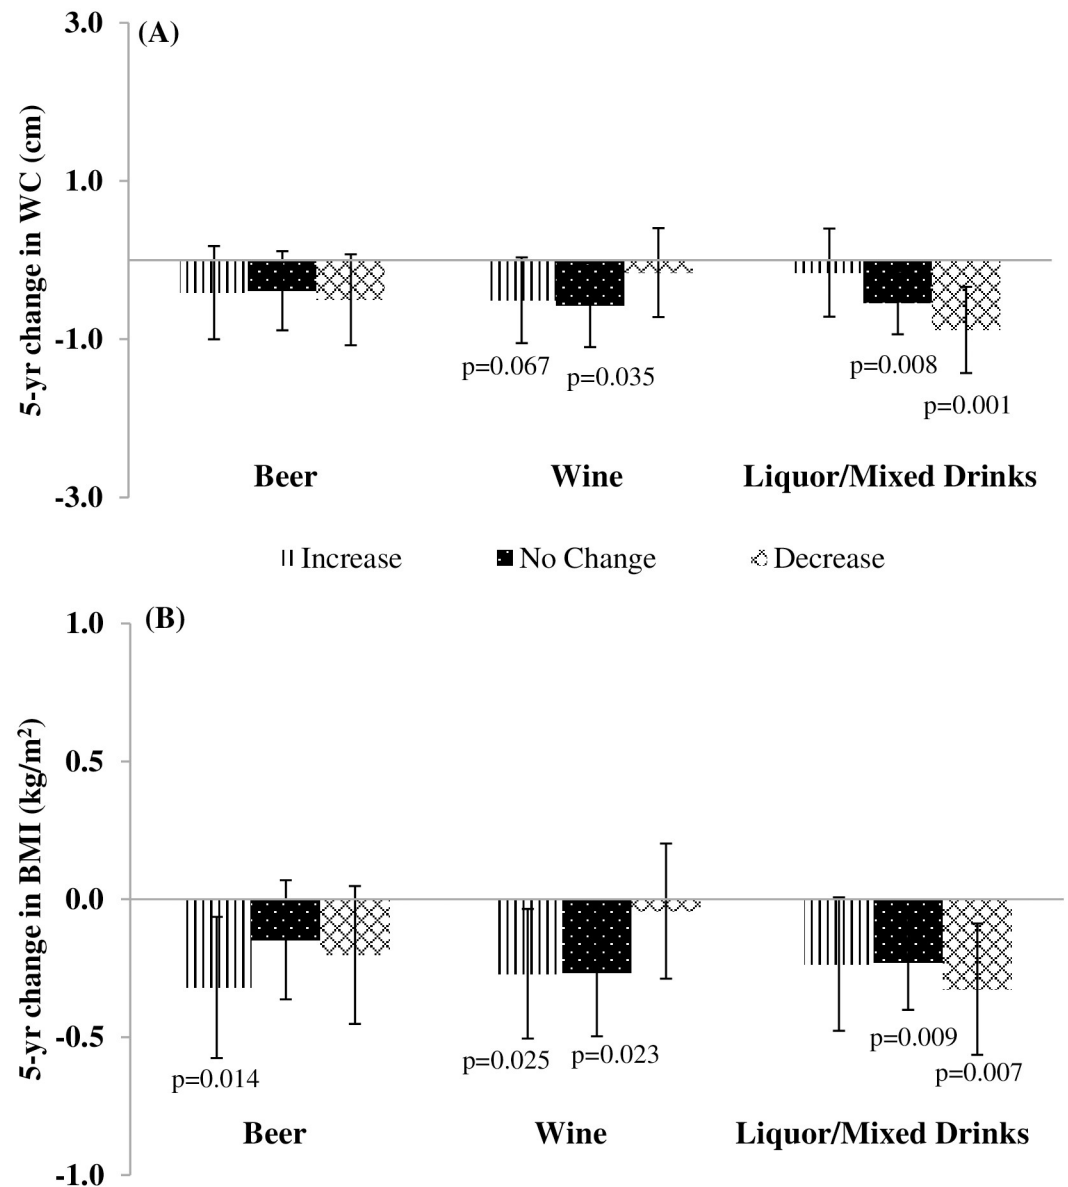 3.0
(A)
1.0
-1.0
-3.0
5-yr change in WC (cm)
p=0.067
p=0.035
p=0.008
p=0.001
Beer
Wine
Liquor/Mixed Drinks
Increase
No Change
Decrease
1.0
(B)
0.5
0.0
-0.5
-1.0
5-yr change in BMI (kg/m²)
p=0.014
p=0.025
p=0.023
p=0.009
p=0.007
Beer
Wine
Liquor/Mixed Drinks